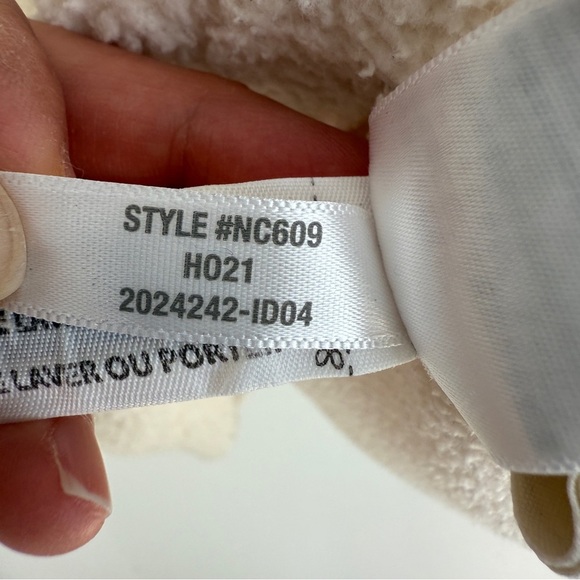 STYLE #NC609
HO21
2024242-ID04
LAVER OU PORTER